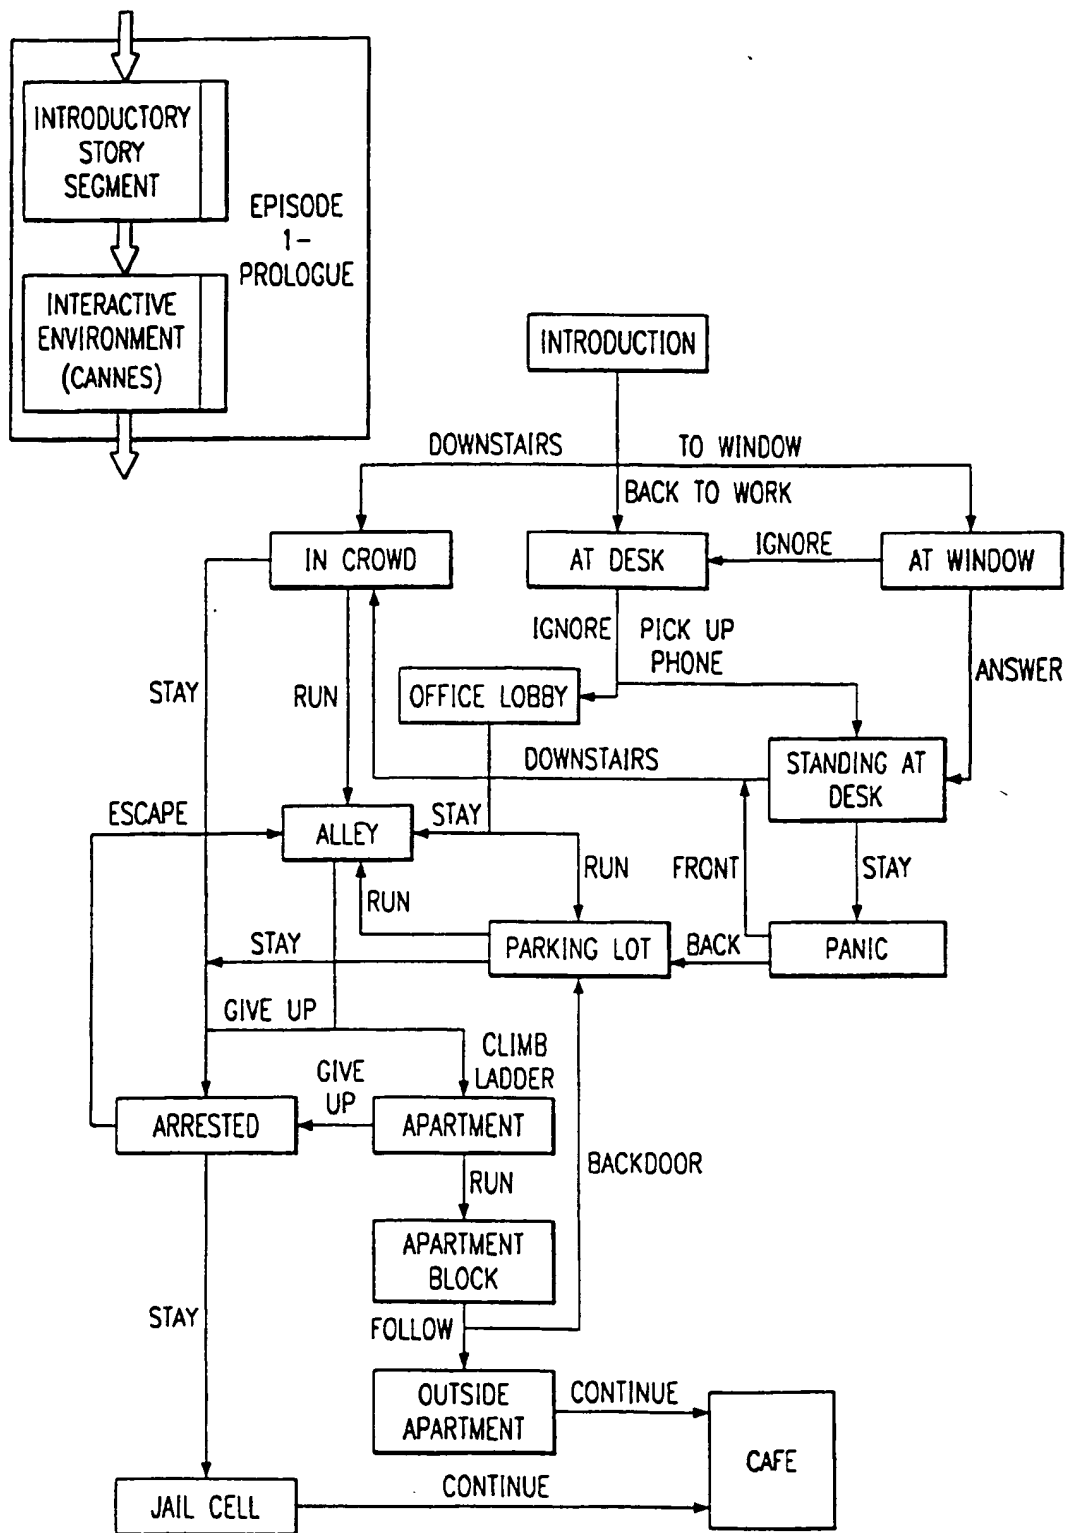 INTRODUCTORY
STORY
SEGMENT
EPISODE
1-
PROLOGUE
INTERACTIVE
ENVIRONMENT
(CANNES)
INTRODUCTION
DOWNSTAIRS
TO WINDOW
BACK TO WORK
IN CROWD
AT DESK
IGNORE
AT WINDOW
IGNORE
PICK UP
PHONE
ANSWER
STAY
RUN
OFFICE LOBBY
DOWNSTAIRS
STANDING AT
DESK
ESCAPE
ALLEY
STAY
RUN
FRONT
STAY
RUN
STAY
PARKING LOT
BACK
PANIC
GIVE UP
CLIMB
LADDER
GIVE
UP
ARRESTED
APARTMENT
BACKDOOR
RUN
APARTMENT
BLOCK
STAY
FOLLOW
OUTSIDE
APARTMENT
CONTINUE
CAFE
JAIL CELL
CONTINUE